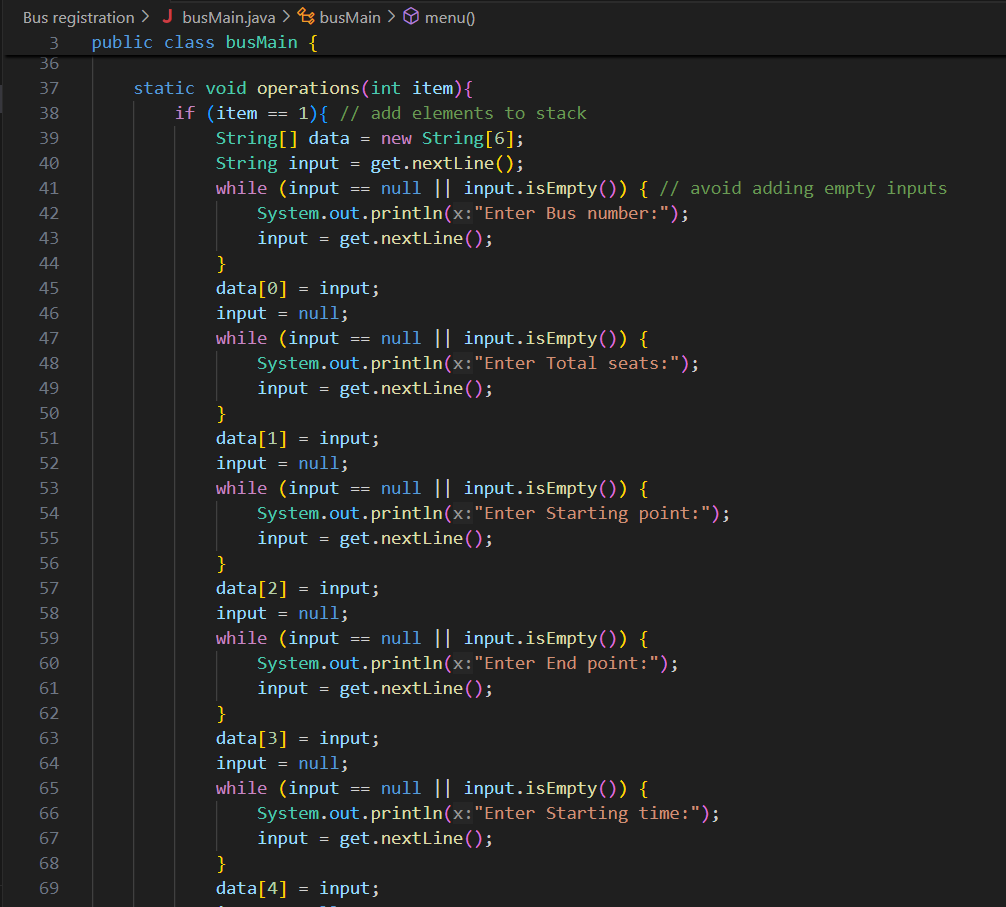 Bus registration > J busMain.java > busMain > menu()
3 public class busMain {
36
37 static void operations(int item){
38 if (item == 1){ // add elements to stack
39 String[] data = new String[6];
40 String input = get.nextLine();
41 while (input == null || input.isEmpty()) { // avoid adding empty inputs
42 System.out.println(x:"Enter Bus number:");
43 input = get.nextLine();
44 }
45 data[0] = input;
46 input = null;
47 while (input == null || input.isEmpty()) {
48 System.out.println(x:"Enter Total seats:");
49 input = get.nextLine();
50 }
51 data[1] = input;
52 input = null;
53 while (input == null || input.isEmpty()) {
54 System.out.println(x:"Enter Starting point:");
55 input = get.nextLine();
56 }
57 data[2] = input;
58 input = null;
59 while (input == null || input.isEmpty()) {
60 System.out.println(x:"Enter End point:");
61 input = get.nextLine();
62 }
63 data[3] = input;
64 input = null;
65 while (input == null || input.isEmpty()) {
66 System.out.println(x:"Enter Starting time:");
67 input = get.nextLine();
68 }
69 data[4] = input;